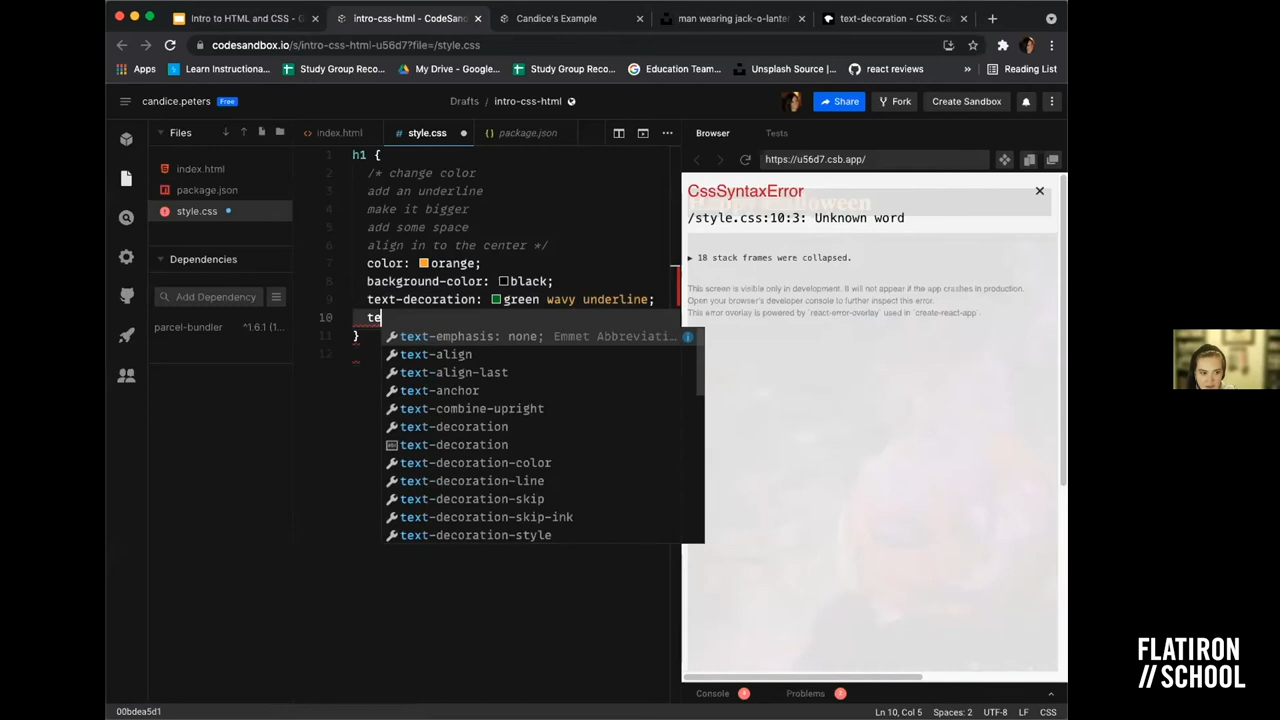 Intro to HTML and CSS - G
intro-css-html - CodeSand
Candice's Example
man wearing jack-o-lante
text-decoration - CSS: Ca
codesandbox.io/s/intro-css-html-u56d7?file=/style.css
Apps
Learn Instructiona...
Study Group Reco...
My Drive - Google...
Study Group Reco...
Education Team...
Unsplash Source |...
react reviews
»
Reading List
candice.peters
Free
Drafts / intro-css-html
Share
Fork
Create Sandbox
Files
index.html
style.css
package.json
Browser
Tests
index.html
package.json
style.css
Dependencies
Add Dependency
parcel-bundler
^1.6.1 (1...
1 h1 {
2 /* change color
3 add an underline
4 make it bigger
5 add some space
6 align in to the center */
7 color: orange;
8 background-color: black;
9 text-decoration: green wavy underline;
10 te
11 }
12
text-emphasis: none; Emmet Abbreviati...
text-align
text-align-last
text-anchor
text-combine-upright
text-decoration
text-decoration
text-decoration-color
text-decoration-line
text-decoration-skip
text-decoration-skip-ink
text-decoration-style
https://u56d7.csb.app/
CssSyntaxError
Happy Halloween
/style.css:10:3: Unknown word
▶ 18 stack frames were collapsed.
This screen is visible only in development. It will not appear if the app crashes in production.
Open your browser's developer console to further inspect this error.
This error overlay is powered by `react-error-overlay` used in `create-react-app`.
Console
Problems
00bdea5d1
Ln 10, Col 5
Spaces: 2
UTF-8
LF
CSS
FLATIRON
// SCHOOL